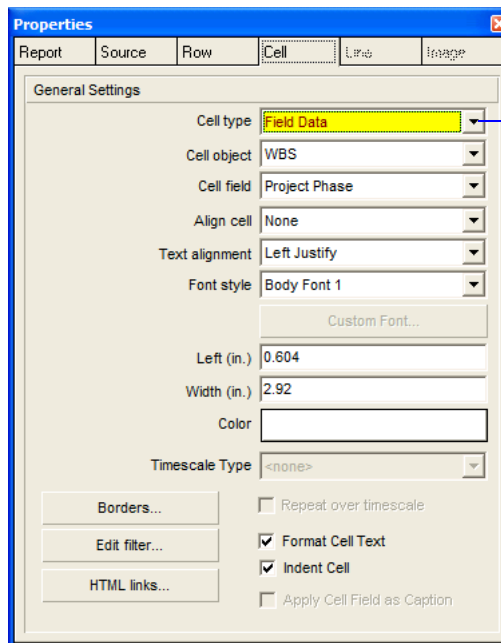 Properties
Report Source Row Cell Line Image
General Settings
Cell type Field Data
Cell object WBS
Cell field Project Phase
Align cell None
Text alignment Left Justify
Font style Body Font 1
Custom Font...
Left (in.) 0.604
Width (in.) 2.92
Color
Timescale Type <none>
Borders... Repeat over timescale
Edit filter... Format Cell Text
Indent Cell
HTML links...
Apply Cell Field as Caption